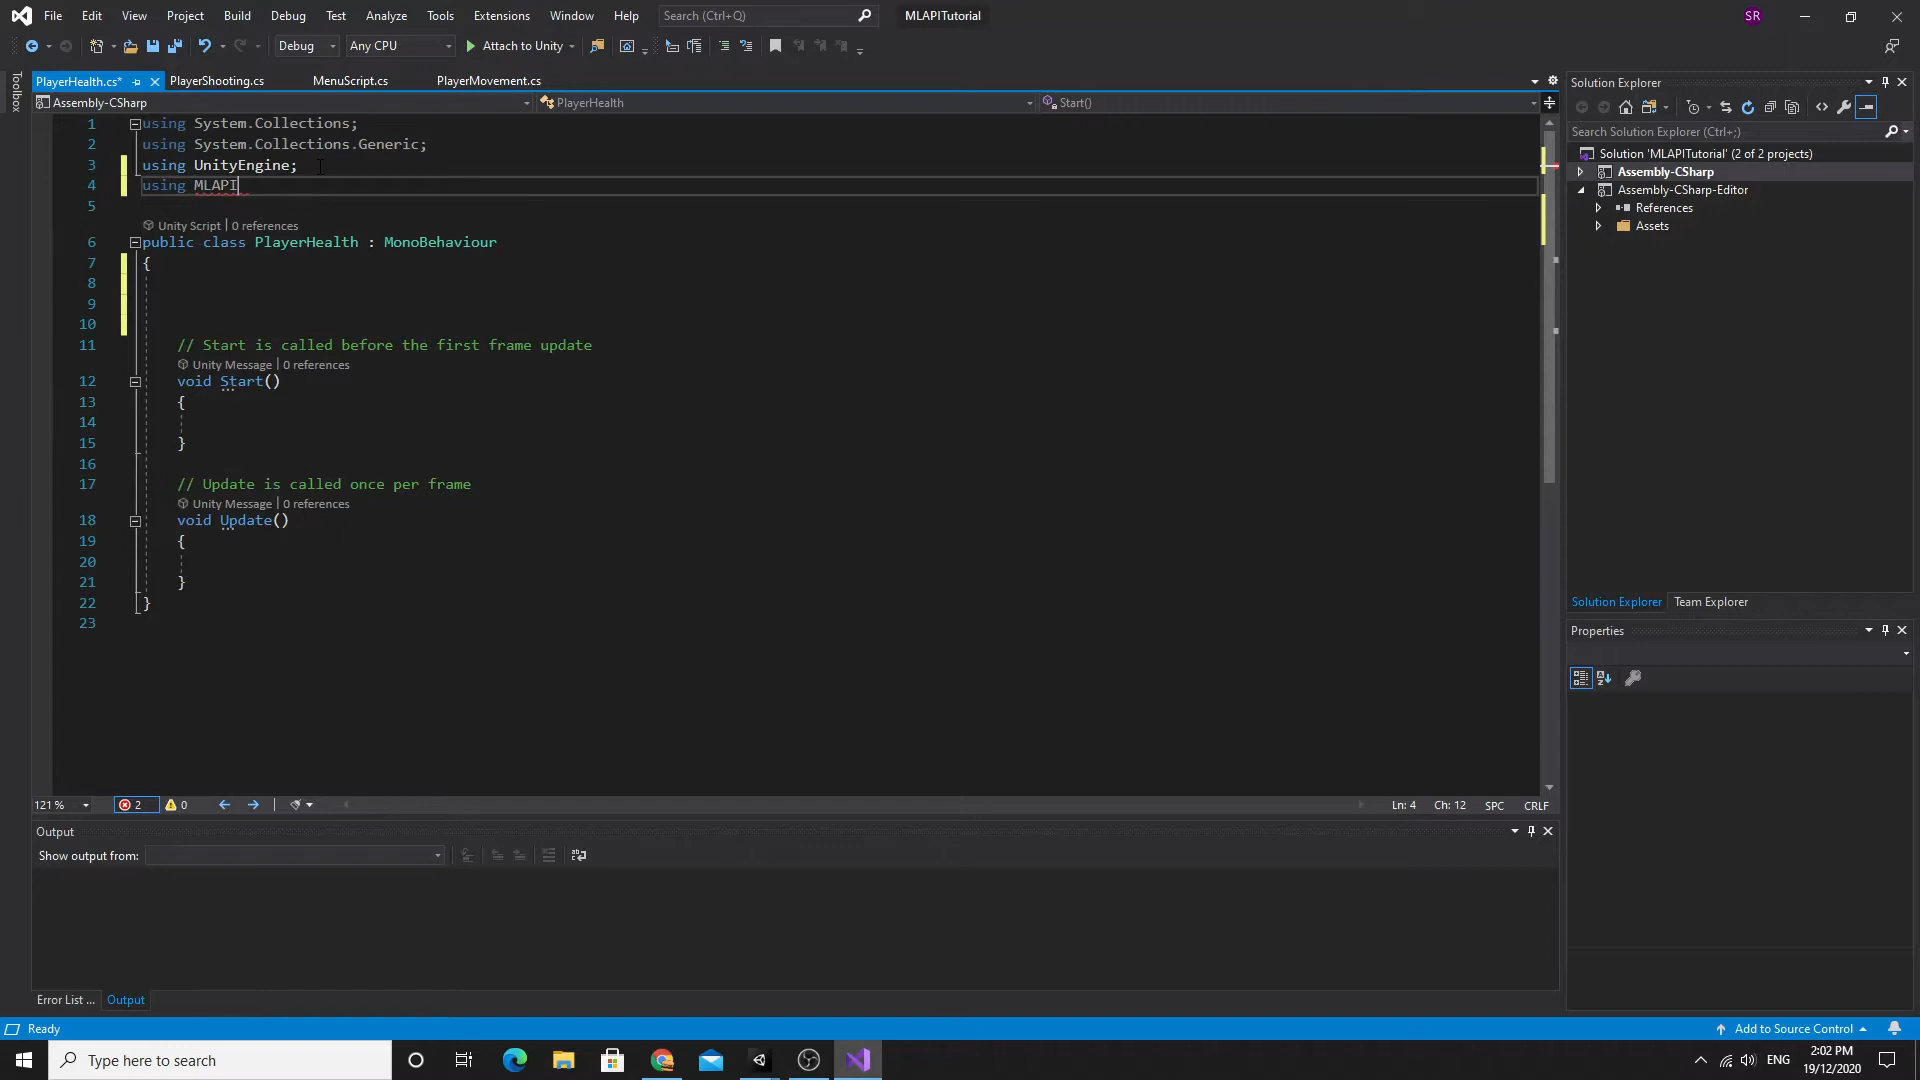 File Edit View Project Build Debug Test Analyze Tools Extensions Window Help Search (Ctrl+Q) MLAPITutorial SR
Debug Any CPU Attach to Unity
Toolbox
PlayerHealth.cs* PlayerShooting.cs MenuScript.cs PlayerMovement.cs
Assembly-CSharp PlayerHealth Start()
1 using System.Collections;
2 using System.Collections.Generic;
3 using UnityEngine;
4 using MLAPI
5
Unity Script | 0 references
6 public class PlayerHealth : MonoBehaviour
7 {
8
9
10
11 // Start is called before the first frame update
Unity Message | 0 references
12 void Start()
13 {
14
15 }
16
17 // Update is called once per frame
Unity Message | 0 references
18 void Update()
19 {
20
21 }
22 }
23
121 % 2 0 Ln: 4 Ch: 12 SPC CRLF
Output
Show output from:
Error List ... Output
Solution Explorer
Search Solution Explorer (Ctrl+;)
Solution 'MLAPITutorial' (2 of 2 projects)
Assembly-CSharp
Assembly-CSharp-Editor
References
Assets
Solution Explorer Team Explorer
Properties
Ready Add to Source Control
Type here to search ENG 2:02 PM
19/12/2020